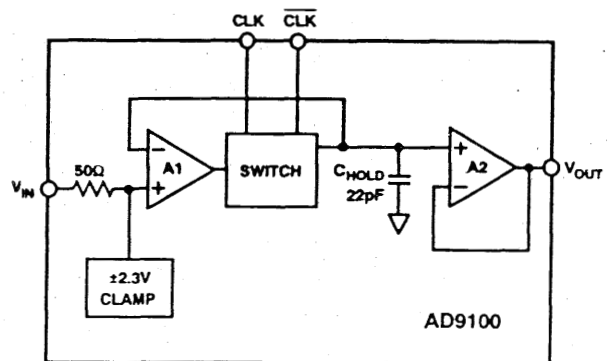 CLK
CLK
50Ω
V_IN
−
+
A1
SWITCH
C_HOLD
22pF
+
−
A2
V_OUT
±2.3V
CLAMP
AD9100